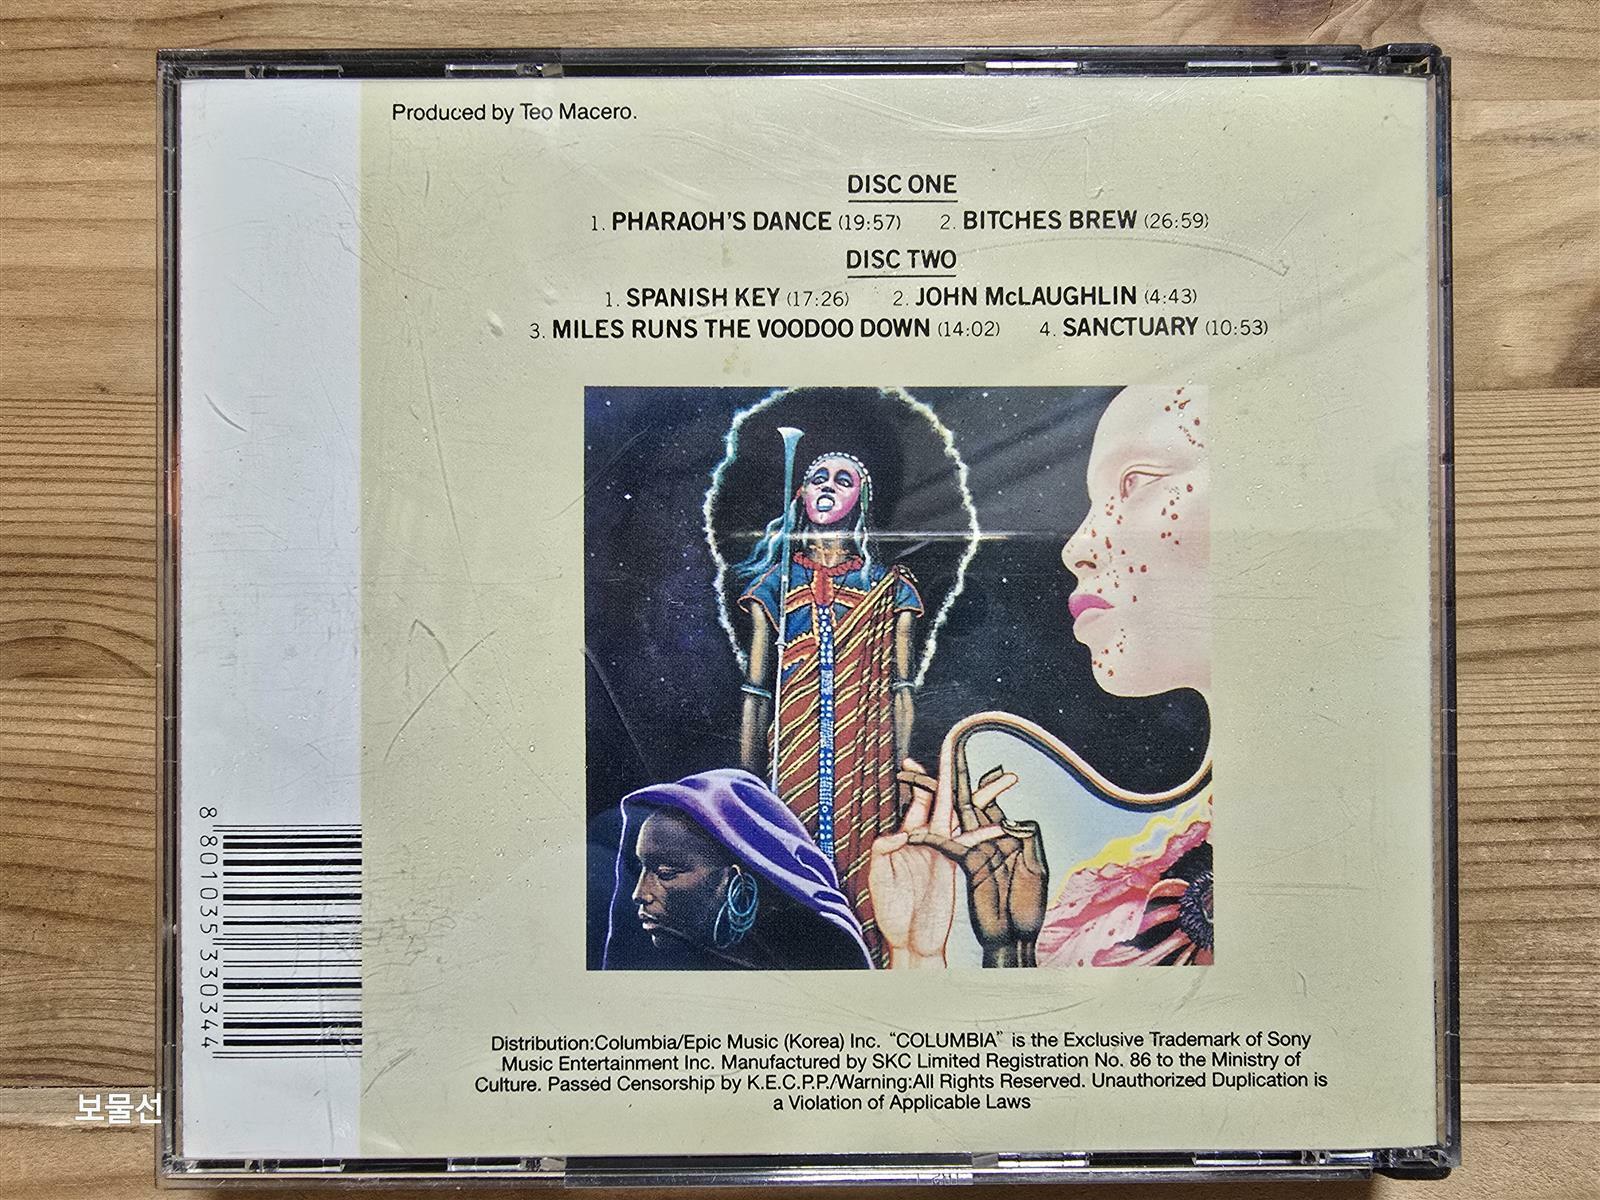 Produced by Teo Macero.
DISC ONE
1. PHARAOH'S DANCE (19:57) 2. BITCHES BREW (26:59)
DISC TWO
1. SPANISH KEY (17:26) 2. JOHN McLAUGHLIN (4:43)
3. MILES RUNS THE VOODOO DOWN (14:02) 4. SANCTUARY (10:53)
8 801035 330344
Distribution:Columbia/Epic Music (Korea) Inc. “COLUMBIA” is the Exclusive Trademark of Sony
Music Entertainment Inc. Manufactured by SKC Limited Registration No. 86 to the Ministry of
Culture. Passed Censorship by K.E.C.P.P./Warning:All Rights Reserved. Unauthorized Duplication is
a Violation of Applicable Laws
보물선